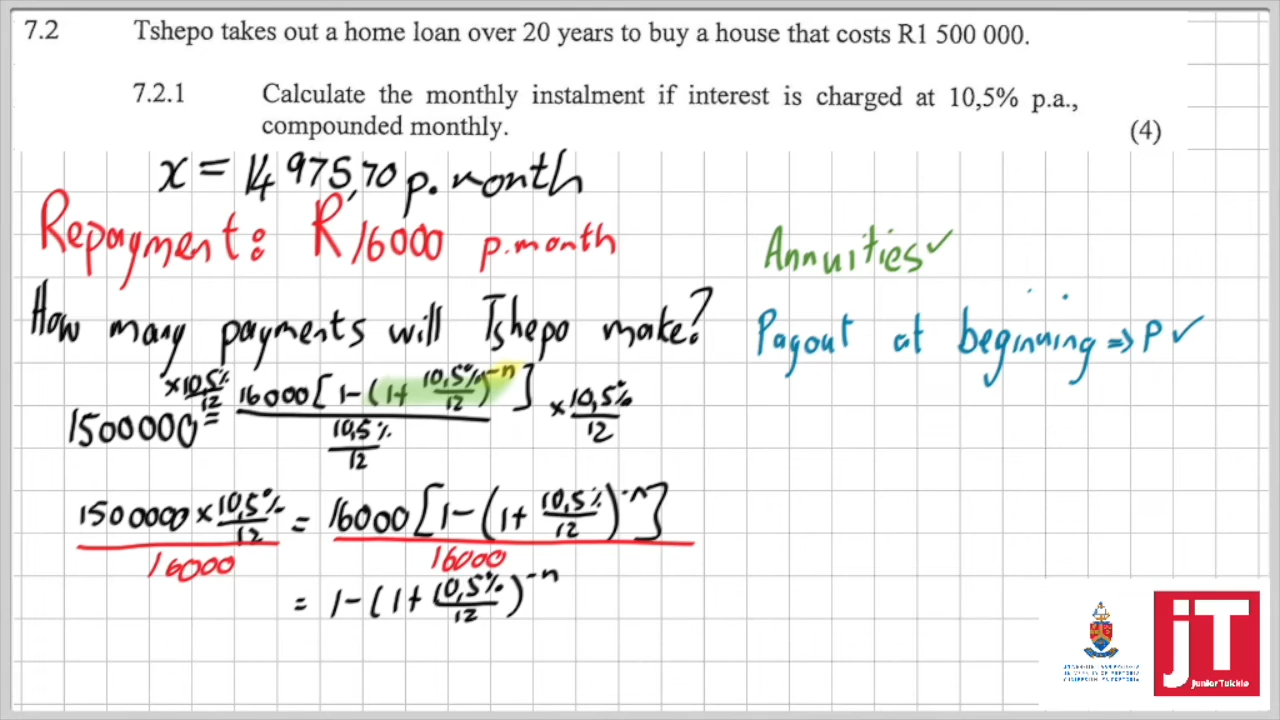 7.2 Tshepo takes out a home loan over 20 years to buy a house that costs R1 500 000.
7.2.1 Calculate the monthly instalment if interest is charged at 10,5% p.a.,
compounded monthly. (4)
x = 14 975,70 p. month
Repayment: R16000 p.month
Annuities ✓
How many payments will Tshepo make?
Payout at beginning ⇒ P ✓
1500000 × 10,5%/12 = 16000[1-(1+10,5%/12)^-n] / (10,5%/12) × 10,5%/12
1500000 × 10,5%/12 / 16000 = 16000[1-(1+10,5%/12)^-n] / 16000
= 1-(1+10,5%/12)^-n
jT
JuniorTukkie